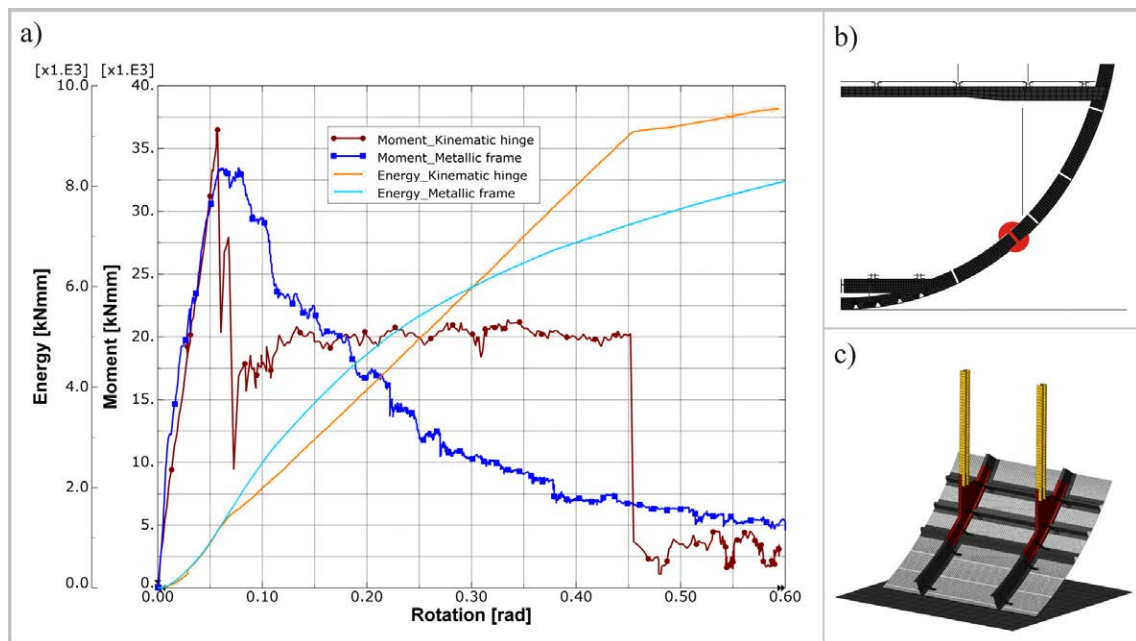 a)
[x1.E3] [x1.E3]
10.0
8.0
6.0
4.0
2.0
0.0
Energy [kNmm]
40.
35.
30.
25.
20.
15.
10.
5.
0.
Moment [kNmm]
Moment_Kinematic hinge
Moment_Metallic frame
Energy_Kinematic hinge
Energy_Metallic frame
0.00 0.10 0.20 0.30 0.40 0.50 0.60
Rotation [rad]
b)
c)